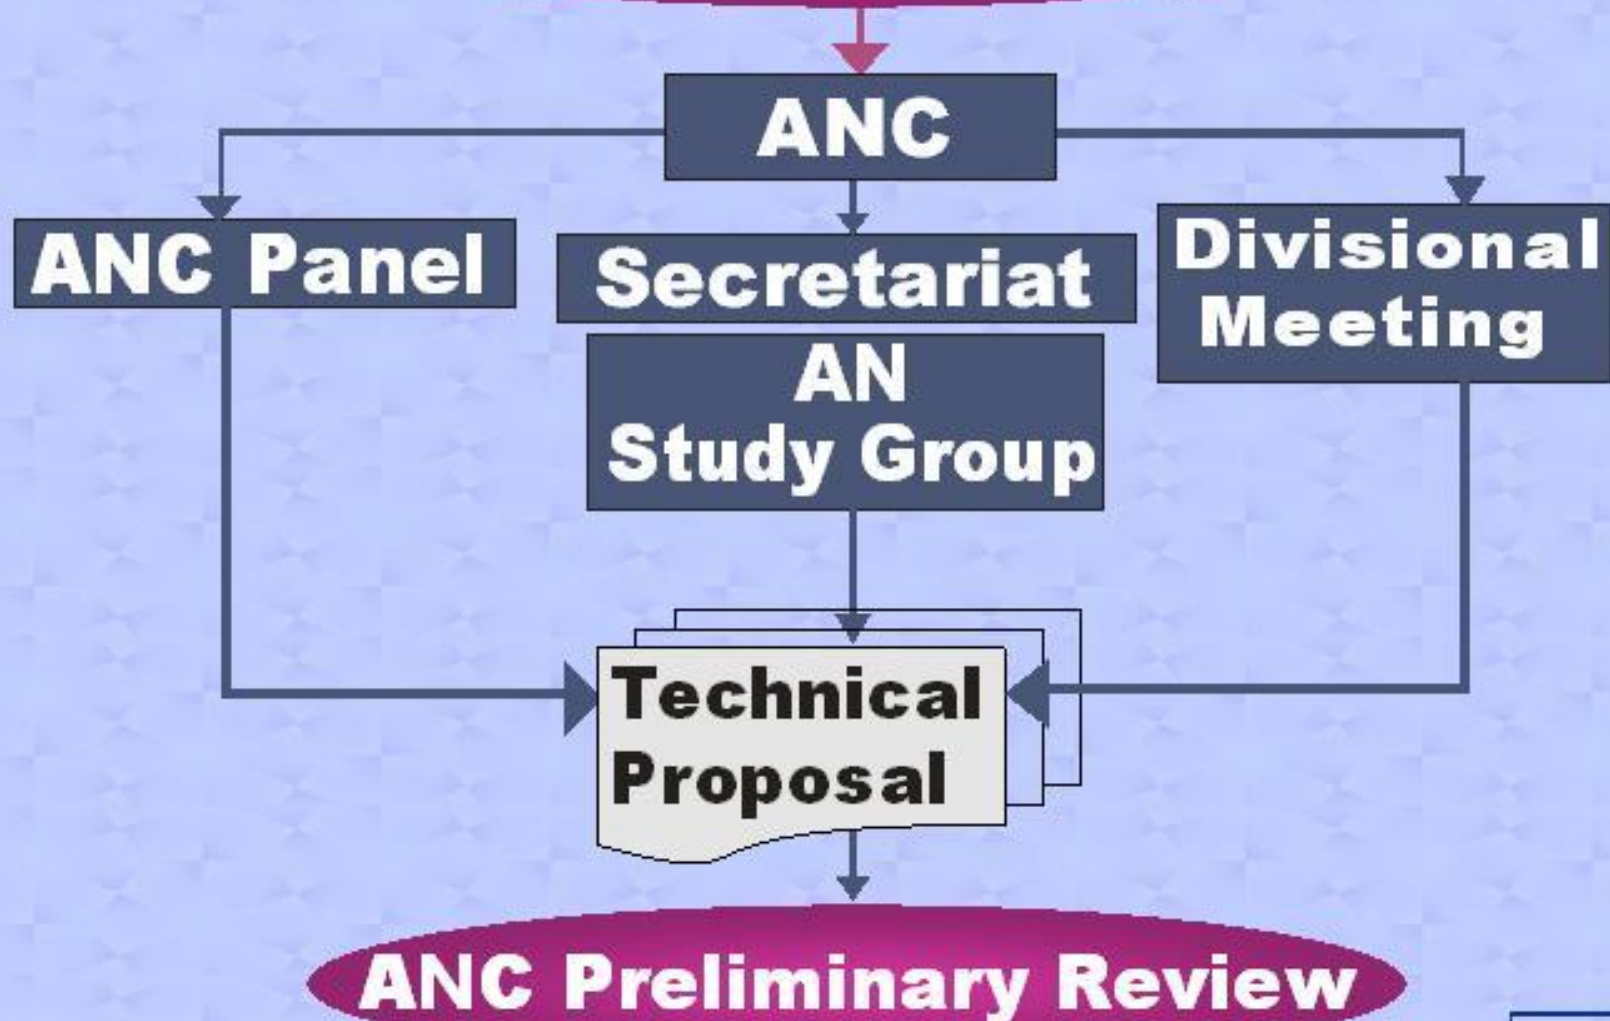 ANC
ANC Panel
Secretariat
Divisional
Meeting
AN
Study Group
Technical
Proposal
ANC Preliminary Review